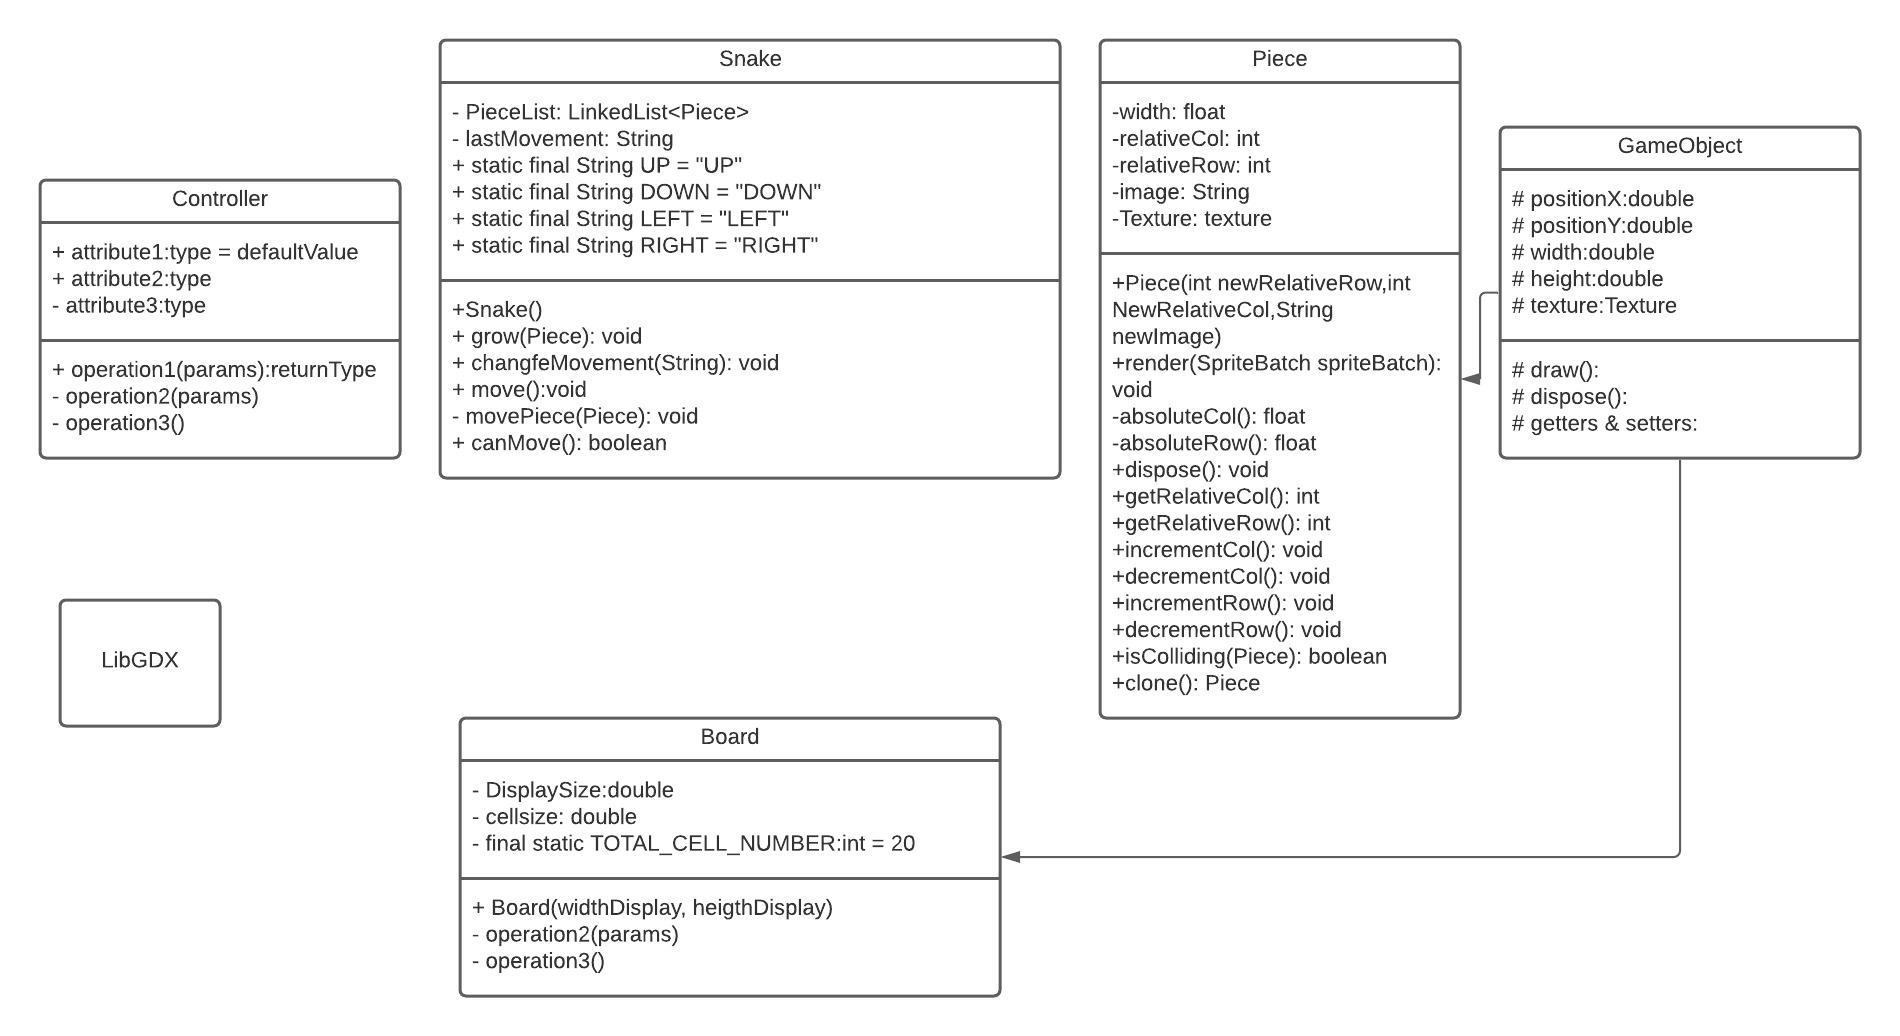 Controller
+ attribute1:type = defaultValue
+ attribute2:type
- attribute3:type
+ operation1(params):returnType
- operation2(params)
- operation3()
LibGDX
Snake
- PieceList: LinkedList<Piece>
- lastMovement: String
+ static final String UP = "UP"
+ static final String DOWN = "DOWN"
+ static final String LEFT = "LEFT"
+ static final String RIGHT = "RIGHT"
+Snake()
+ grow(Piece): void
+ changfeMovement(String): void
+ move():void
- movePiece(Piece): void
+ canMove(): boolean
Board
- DisplaySize:double
- cellsize: double
- final static TOTAL_CELL_NUMBER:int = 20
+ Board(widthDisplay, heigthDisplay)
- operation2(params)
- operation3()
Piece
-width: float
-relativeCol: int
-relativeRow: int
-image: String
-Texture: texture
+Piece(int newRelativeRow,int
NewRelativeCol,String
newImage)
+render(SpriteBatch spriteBatch):
void
-absoluteCol(): float
-absoluteRow(): float
+dispose(): void
+getRelativeCol(): int
+getRelativeRow(): int
+incrementCol(): void
+decrementCol(): void
+incrementRow(): void
+decrementRow(): void
+isColliding(Piece): boolean
+clone(): Piece
GameObject
# positionX:double
# positionY:double
# width:double
# height:double
# texture:Texture
# draw():
# dispose():
# getters & setters: